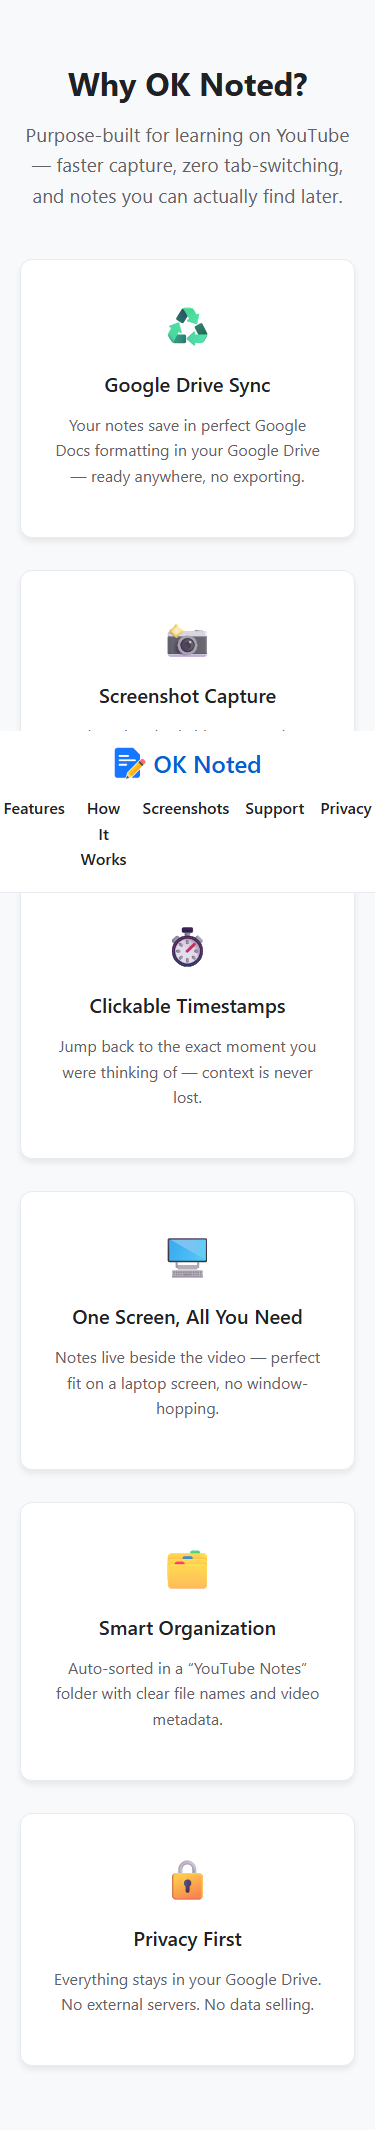 Why OK Noted?
Purpose-built for learning on YouTube
— faster capture, zero tab-switching,
and notes you can actually find later.
Google Drive Sync
Your notes save in perfect Google
Docs formatting in your Google Drive
— ready anywhere, no exporting.
Screenshot Capture
OK Noted
Features How It Works Screenshots Support Privacy
Clickable Timestamps
Jump back to the exact moment you
were thinking of — context is never
lost.
One Screen, All You Need
Notes live beside the video — perfect
fit on a laptop screen, no window-
hopping.
Smart Organization
Auto-sorted in a “YouTube Notes”
folder with clear file names and video
metadata.
Privacy First
Everything stays in your Google Drive.
No external servers. No data selling.